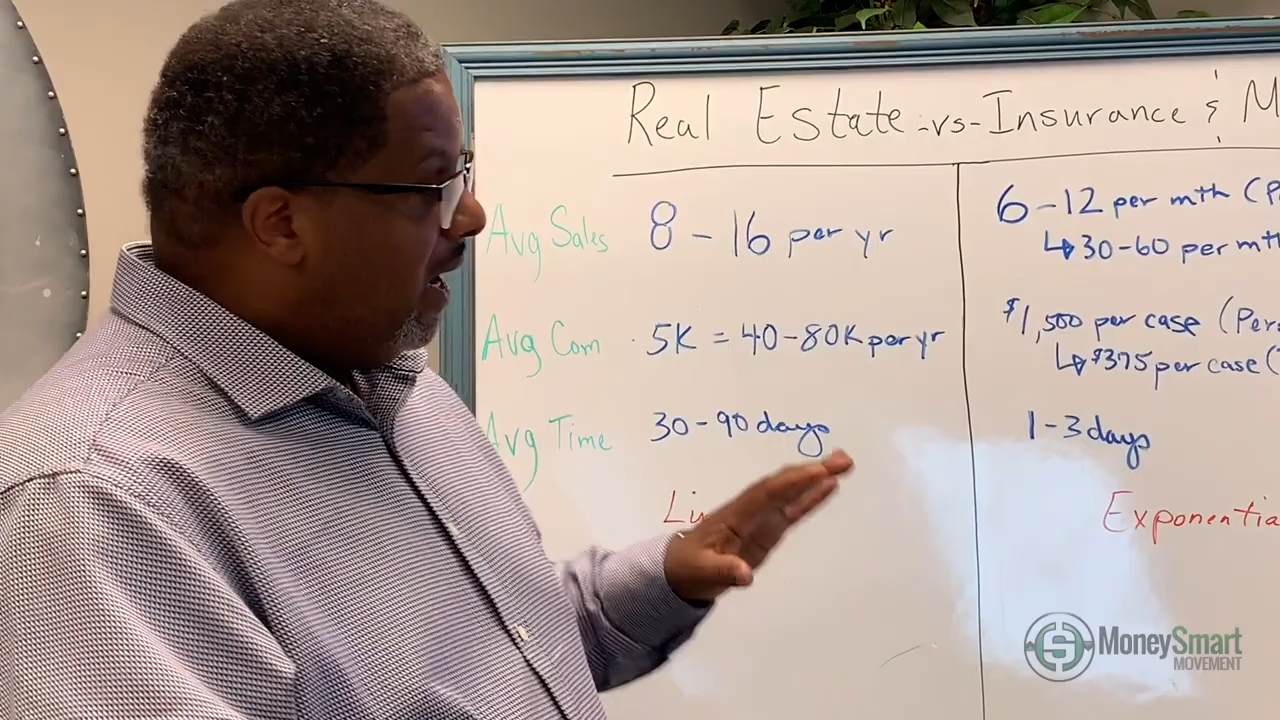 Real Estate -vs- Insurance & M
Avg Sales 8 - 16 per yr 6-12 per mth (P
↳30-60 per mth
Avg Com 5K = 40-80K per yr $1,500 per case (Per
↳$375 per case (
Avg Time 30-90 days 1-3 days
Li Exponentia
MoneySmart
MOVEMENT